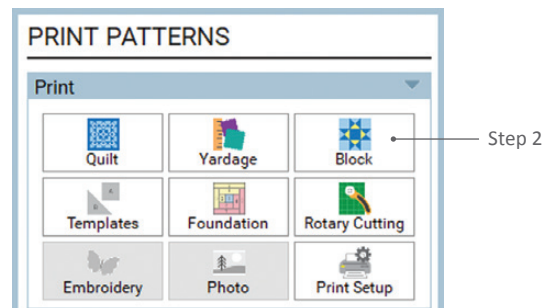 PRINT PATTERNS
Print
Quilt Yardage Block
Step 2
Templates Foundation Rotary Cutting
Embroidery Photo Print Setup